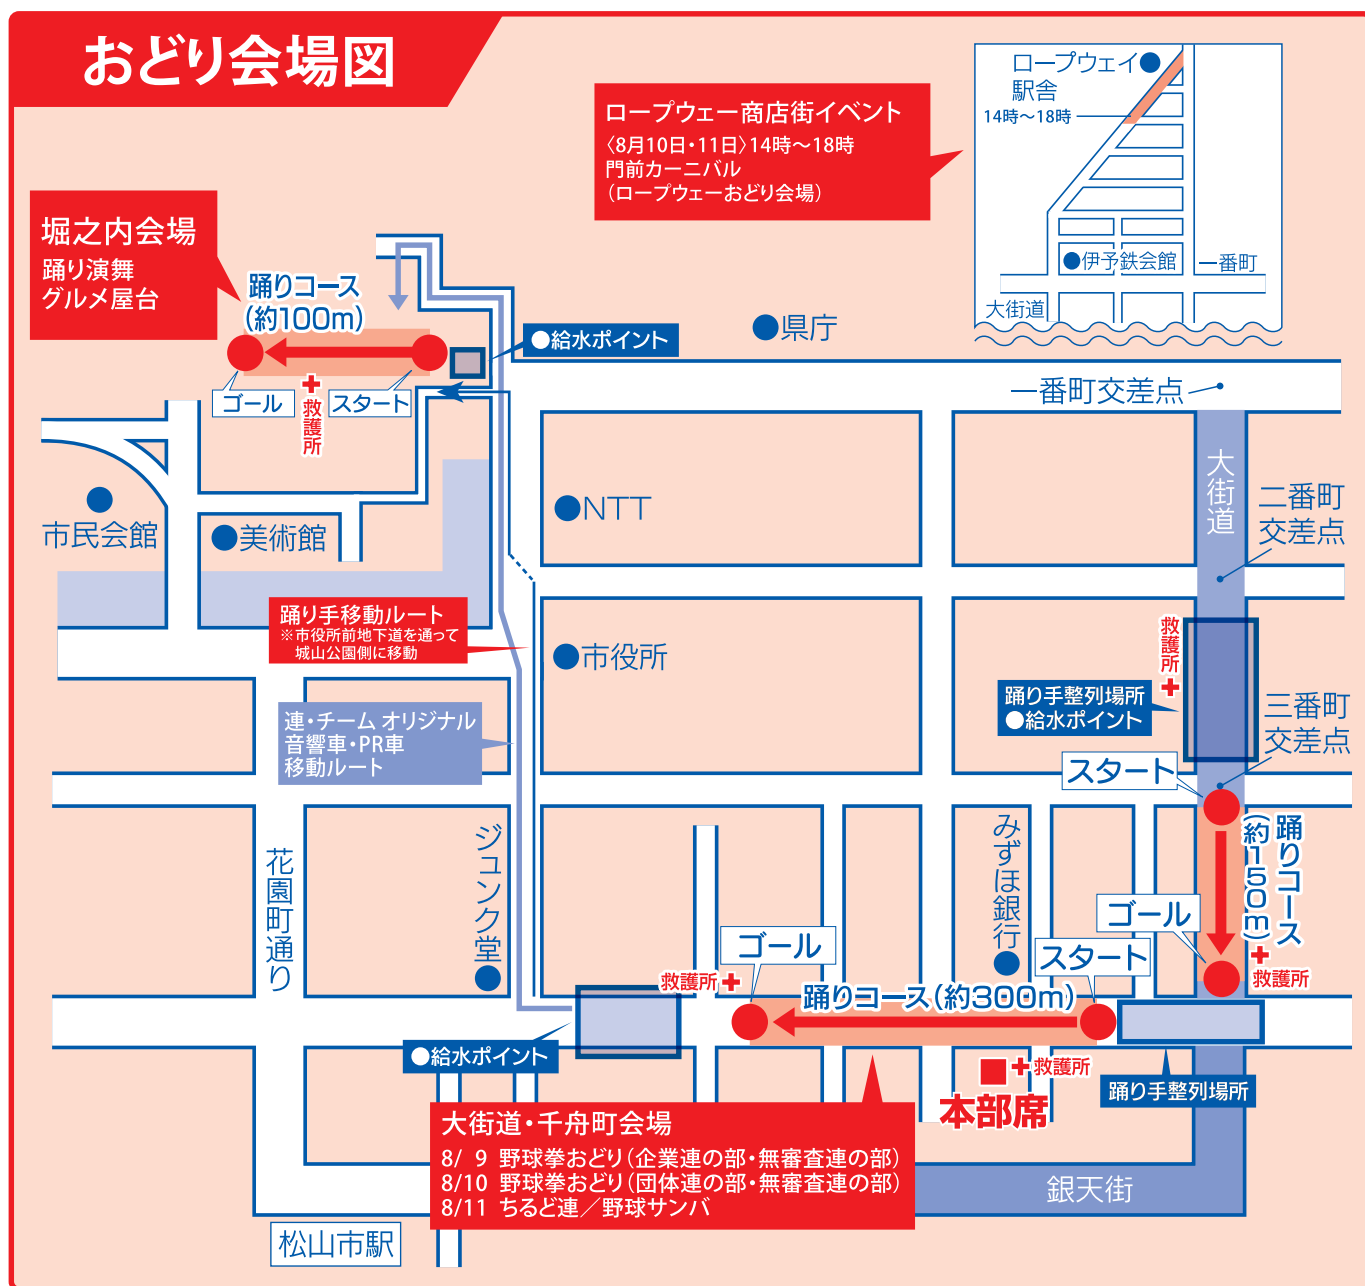 おどり会場図
ロープウェー商店街イベント
〈8月10日・11日〉14時〜18時
門前カーニバル
（ロープウェーおどり会場）
ロープウェイ
駅舎
14時〜18時
伊予鉄会館
一番町
大街道
堀之内会場
踊り演舞
グルメ屋台
踊りコース
（約100m）
ゴール
スタート
救護所
●給水ポイント
県庁
一番町交差点
大街道
二番町
交差点
市民会館
美術館
NTT
踊り手移動ルート
※市役所前地下道を通って
城山公園側に移動
市役所
救護所
踊り手整列場所
●給水ポイント
三番町
交差点
連・チーム オリジナル
音響車・PR車
移動ルート
スタート
踊りコース
（約150m）
ゴール
救護所
花園町通り
ジュンク堂
みずほ銀行
救護所
ゴール
スタート
踊りコース（約300m）
●給水ポイント
救護所
本部席
踊り手整列場所
大街道・千舟町会場
8/ 9 野球拳おどり（企業連の部・無審査連の部）
8/10 野球拳おどり（団体連の部・無審査連の部）
8/11 ちるど連／野球サンバ
銀天街
松山市駅